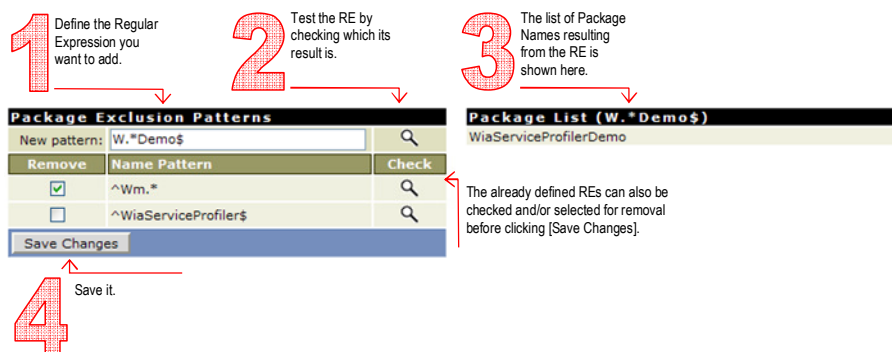 1
Define the Regular
Expression you
want to add.
2
Test the RE by
checking which its
result is.
3
The list of Package
Names resulting
from the RE is
shown here.
Package Exclusion Patterns
New pattern: W.*Demo$
Remove Name Pattern Check
^Wm.*
^WiaServiceProfiler$
Save Changes
Package List (W.*Demo$)
WiaServiceProfilerDemo
The already defined REs can also be
checked and/or selected for removal
before clicking [Save Changes].
4
Save it.